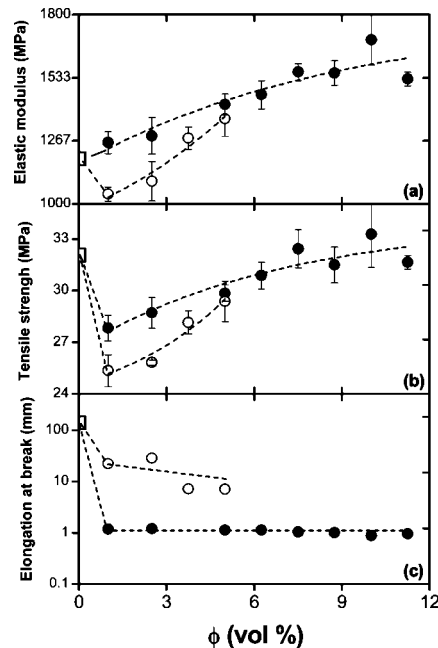 Elastic modulus (MPa)
1800
1533
1267
1000
(a)
Tensile strengh (MPa)
33
30
27
24
(b)
Elongation at break (mm)
100
10
1
0.1
(c)
0 3 6 9 12
ϕ (vol %)